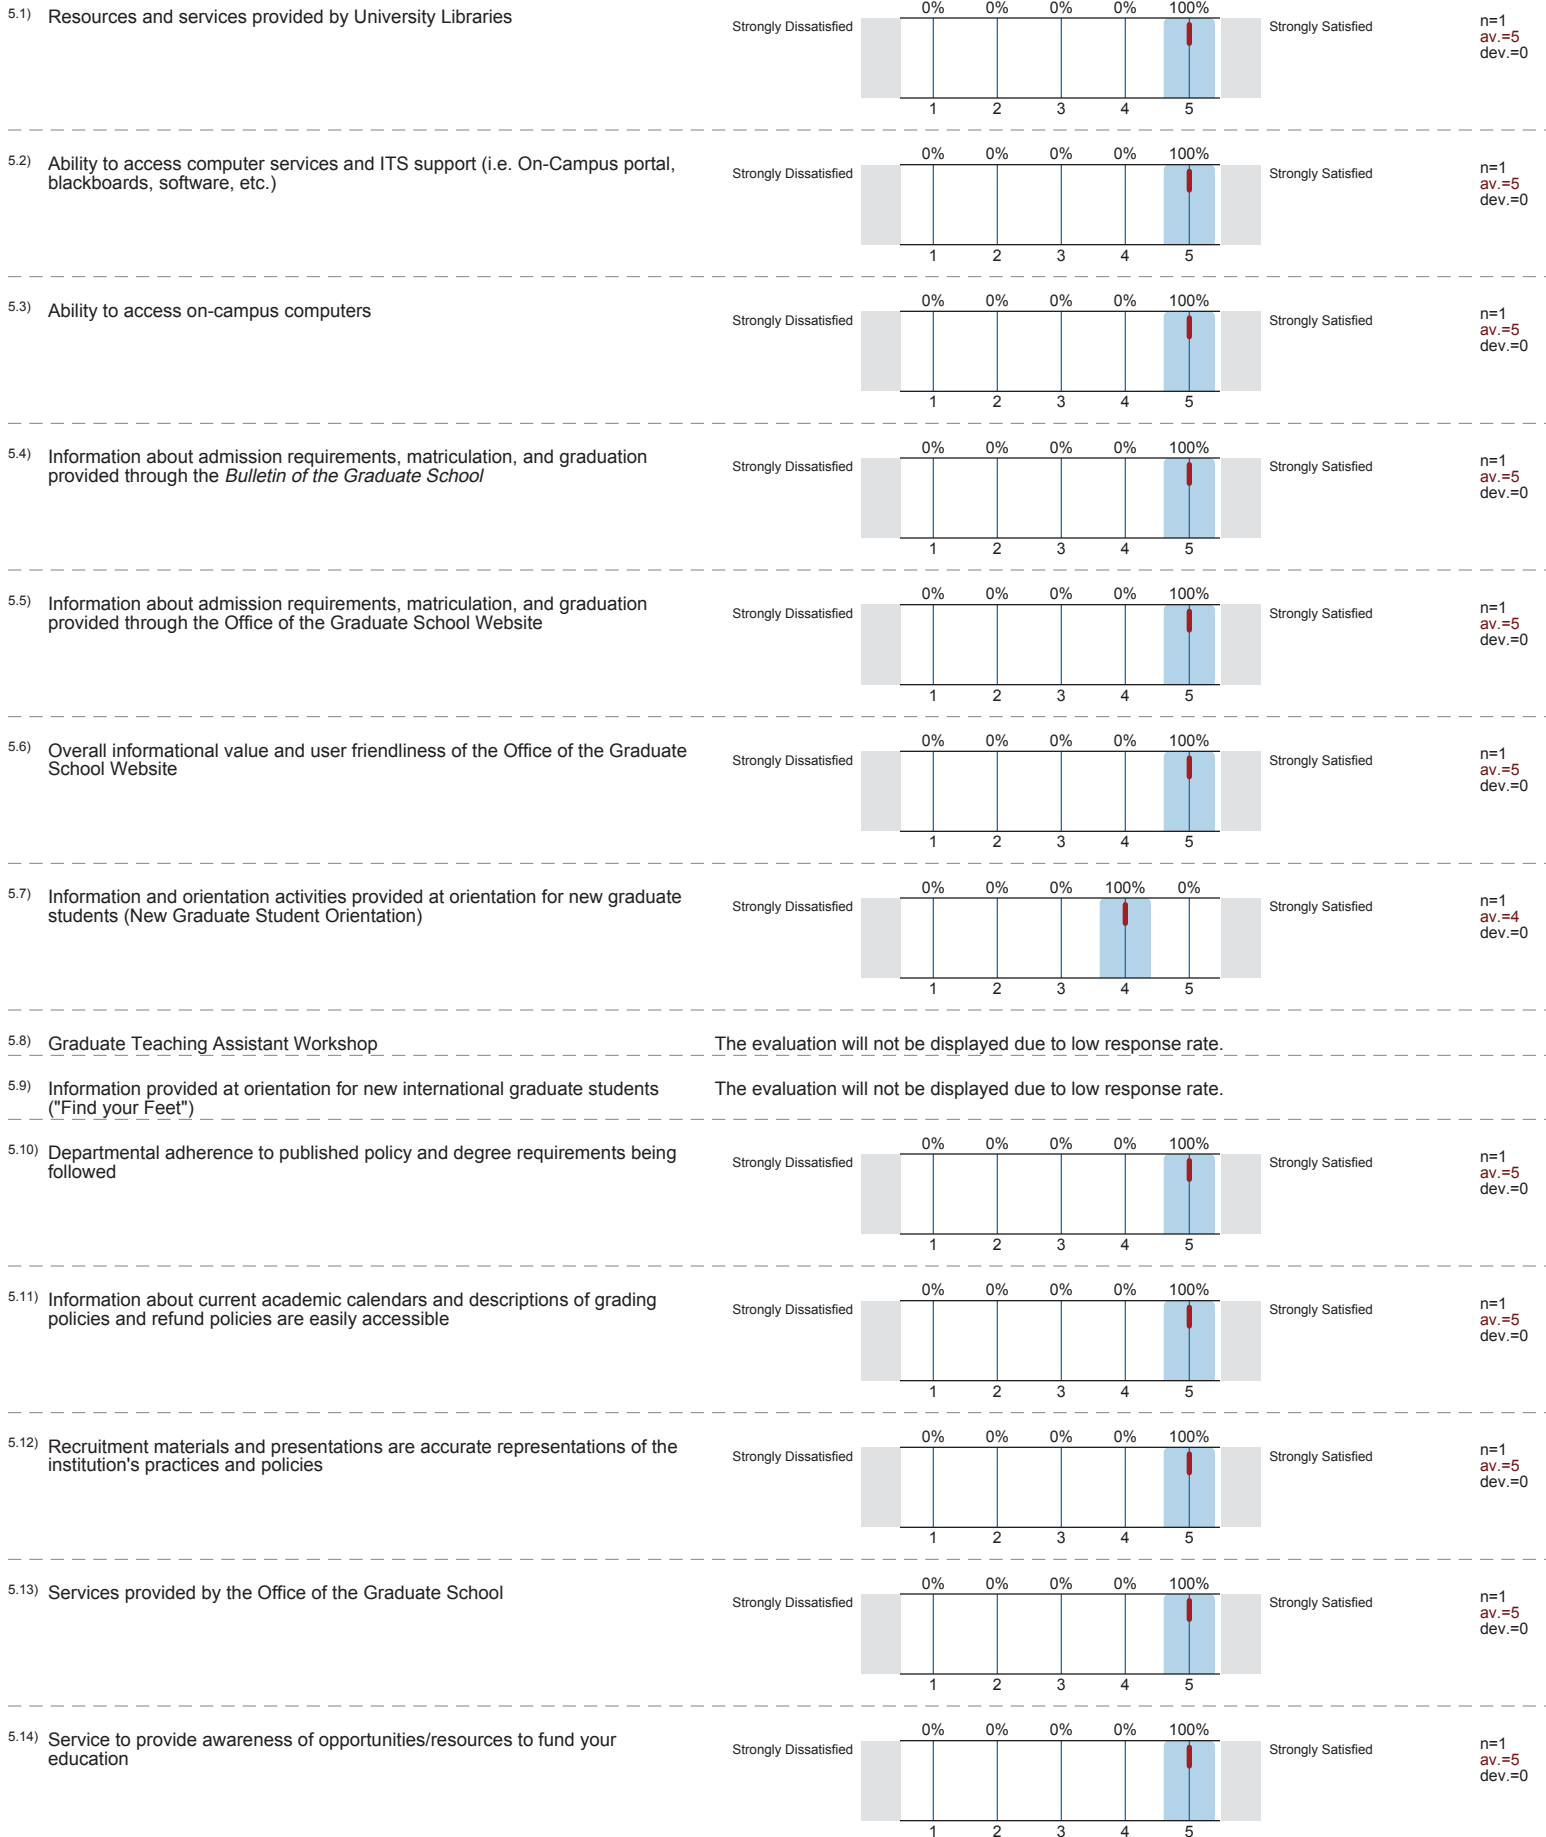 5.1) Resources and services provided by University Libraries
0% 0% 0% 0% 100%
Strongly Dissatisfied Strongly Satisfied
n=1
av.=5
dev.=0
1 2 3 4 5
5.2) Ability to access computer services and ITS support (i.e. On-Campus portal,
blackboards, software, etc.)
0% 0% 0% 0% 100%
Strongly Dissatisfied Strongly Satisfied
n=1
av.=5
dev.=0
1 2 3 4 5
5.3) Ability to access on-campus computers
0% 0% 0% 0% 100%
Strongly Dissatisfied Strongly Satisfied
n=1
av.=5
dev.=0
1 2 3 4 5
5.4) Information about admission requirements, matriculation, and graduation
provided through the Bulletin of the Graduate School
0% 0% 0% 0% 100%
Strongly Dissatisfied Strongly Satisfied
n=1
av.=5
dev.=0
1 2 3 4 5
5.5) Information about admission requirements, matriculation, and graduation
provided through the Office of the Graduate School Website
0% 0% 0% 0% 100%
Strongly Dissatisfied Strongly Satisfied
n=1
av.=5
dev.=0
1 2 3 4 5
5.6) Overall informational value and user friendliness of the Office of the Graduate
School Website
0% 0% 0% 0% 100%
Strongly Dissatisfied Strongly Satisfied
n=1
av.=5
dev.=0
1 2 3 4 5
5.7) Information and orientation activities provided at orientation for new graduate
students (New Graduate Student Orientation)
0% 0% 0% 100% 0%
Strongly Dissatisfied Strongly Satisfied
n=1
av.=4
dev.=0
1 2 3 4 5
5.8) Graduate Teaching Assistant Workshop The evaluation will not be displayed due to low response rate.
5.9) Information provided at orientation for new international graduate students The evaluation will not be displayed due to low response rate.
("Find your Feet")
5.10) Departmental adherence to published policy and degree requirements being
followed
0% 0% 0% 0% 100%
Strongly Dissatisfied Strongly Satisfied
n=1
av.=5
dev.=0
1 2 3 4 5
5.11) Information about current academic calendars and descriptions of grading
policies and refund policies are easily accessible
0% 0% 0% 0% 100%
Strongly Dissatisfied Strongly Satisfied
n=1
av.=5
dev.=0
1 2 3 4 5
5.12) Recruitment materials and presentations are accurate representations of the
institution's practices and policies
0% 0% 0% 0% 100%
Strongly Dissatisfied Strongly Satisfied
n=1
av.=5
dev.=0
1 2 3 4 5
5.13) Services provided by the Office of the Graduate School
0% 0% 0% 0% 100%
Strongly Dissatisfied Strongly Satisfied
n=1
av.=5
dev.=0
1 2 3 4 5
5.14) Service to provide awareness of opportunities/resources to fund your
education
0% 0% 0% 0% 100%
Strongly Dissatisfied Strongly Satisfied
n=1
av.=5
dev.=0
1 2 3 4 5